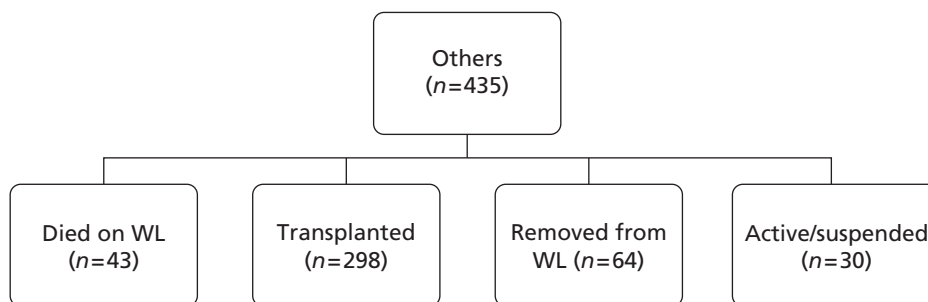 Others
(n=435)
Died on WL
(n=43)
Transplanted
(n=298)
Removed from
WL (n=64)
Active/suspended
(n=30)